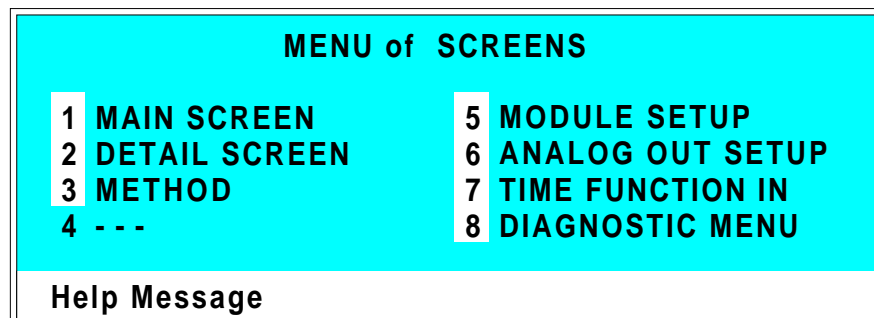 MENU of SCREENS
1 MAIN SCREEN
2 DETAIL SCREEN
3 METHOD
4 - - -
5 MODULE SETUP
6 ANALOG OUT SETUP
7 TIME FUNCTION IN
8 DIAGNOSTIC MENU
Help Message